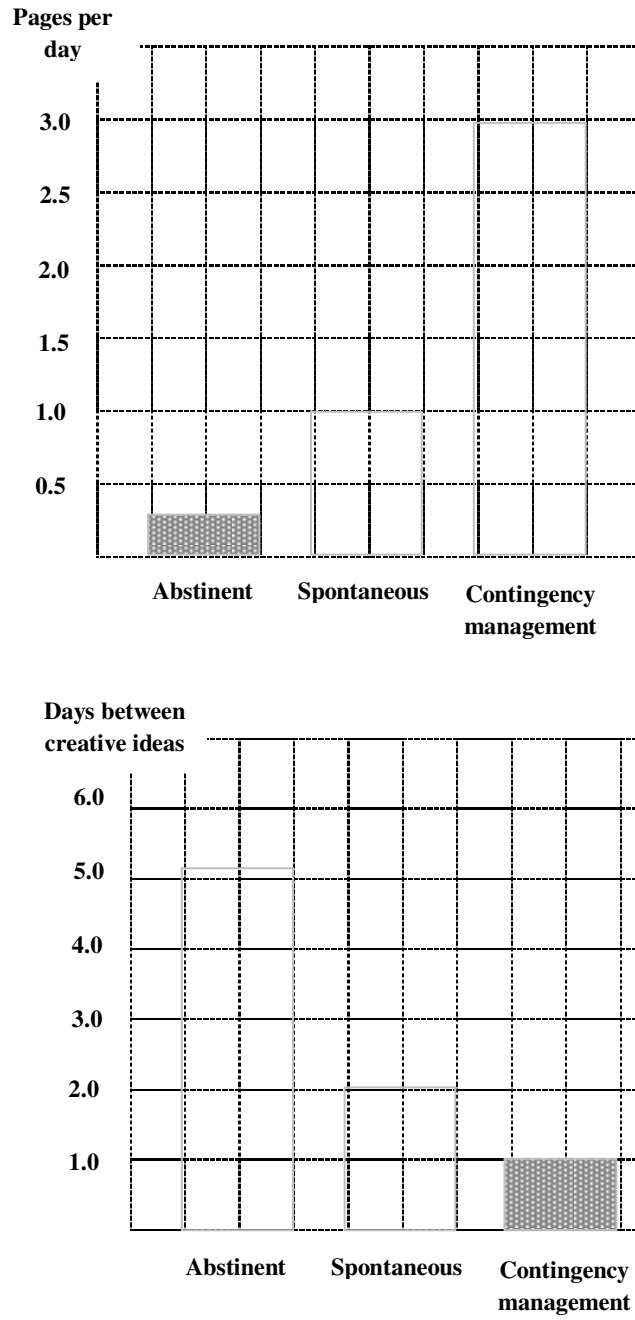 Pages per
day
3.0
2.5
2.0
1.5
1.0
0.5
Abstinent Spontaneous Contingency
management
Days between
creative ideas
6.0
5.0
4.0
3.0
2.0
1.0
Abstinent Spontaneous Contingency
management